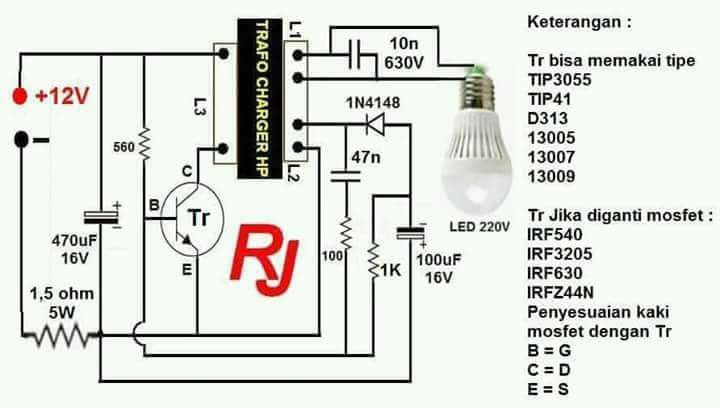 +12V
470uF
16V
1,5 ohm
5W
560
B
C
E
Tr
L3
TRAFO CHARGER HP
L1
L2
10n
630V
1N4148
47n
100
1K
100uF
16V
LED 220V
RJ
Keterangan :
Tr bisa memakai tipe
TIP3055
TIP41
D313
13005
13007
13009
Tr Jika diganti mosfet :
IRF540
IRF3205
IRF630
IRFZ44N
Penyesuaian kaki
mosfet dengan Tr
B = G
C = D
E = S